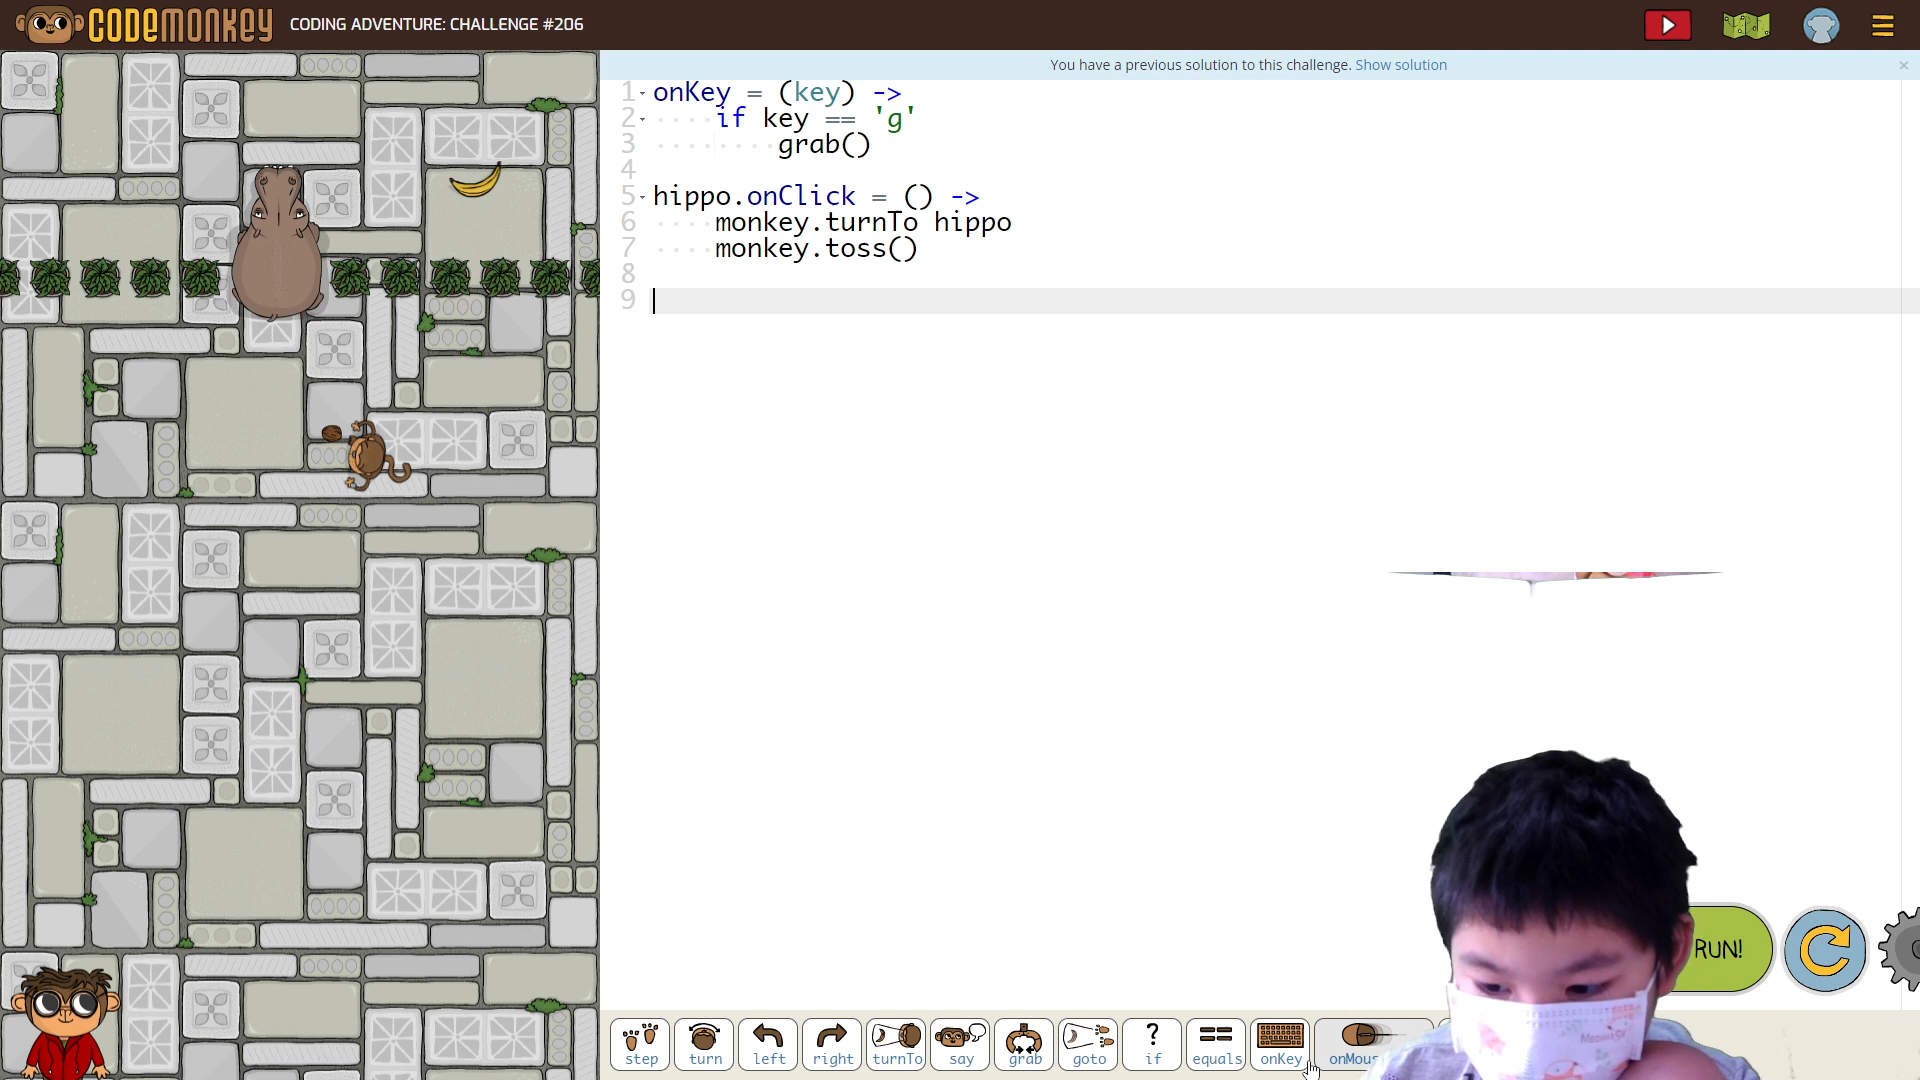 CODEMONKEY
CODING ADVENTURE: CHALLENGE #206
You have a previous solution to this challenge. Show solution ×
1 onKey = (key) ->
2 if key == 'g'
3 grab()
4
5 hippo.onClick = () ->
6 monkey.turnTo hippo
7 monkey.toss()
8
9
RUN!
step turn left right turnTo say grab goto if equals onKey onMou